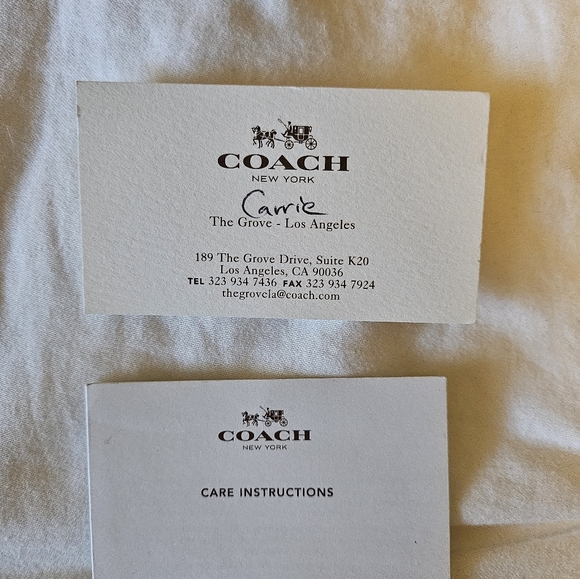 COACH
NEW YORK
Carrie
The Grove - Los Angeles
189 The Grove Drive, Suite K20
Los Angeles, CA 90036
TEL 323 934 7436 FAX 323 934 7924
thegrovela@coach.com
COACH
NEW YORK
CARE INSTRUCTIONS